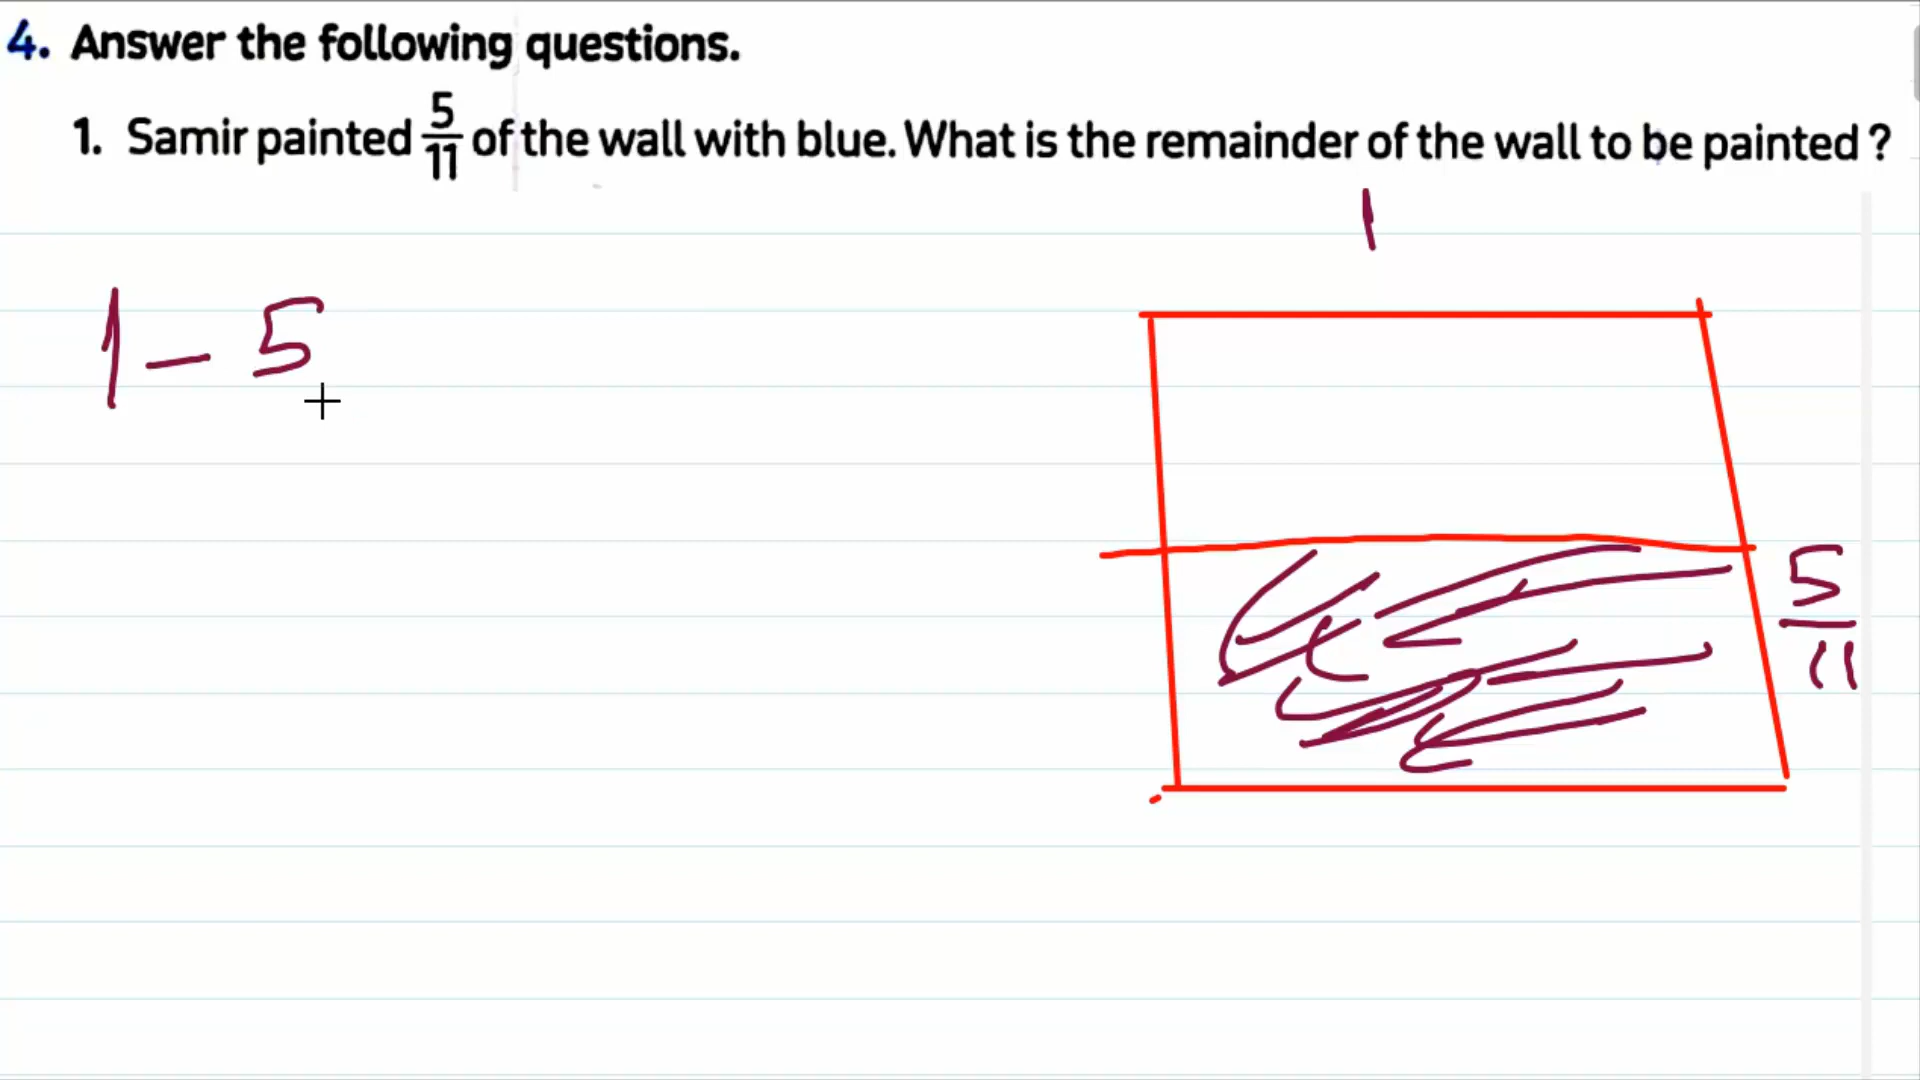 4. Answer the following questions.
1. Samir painted 5/11 of the wall with blue. What is the remainder of the wall to be painted ?
1
1 - 5
5/11